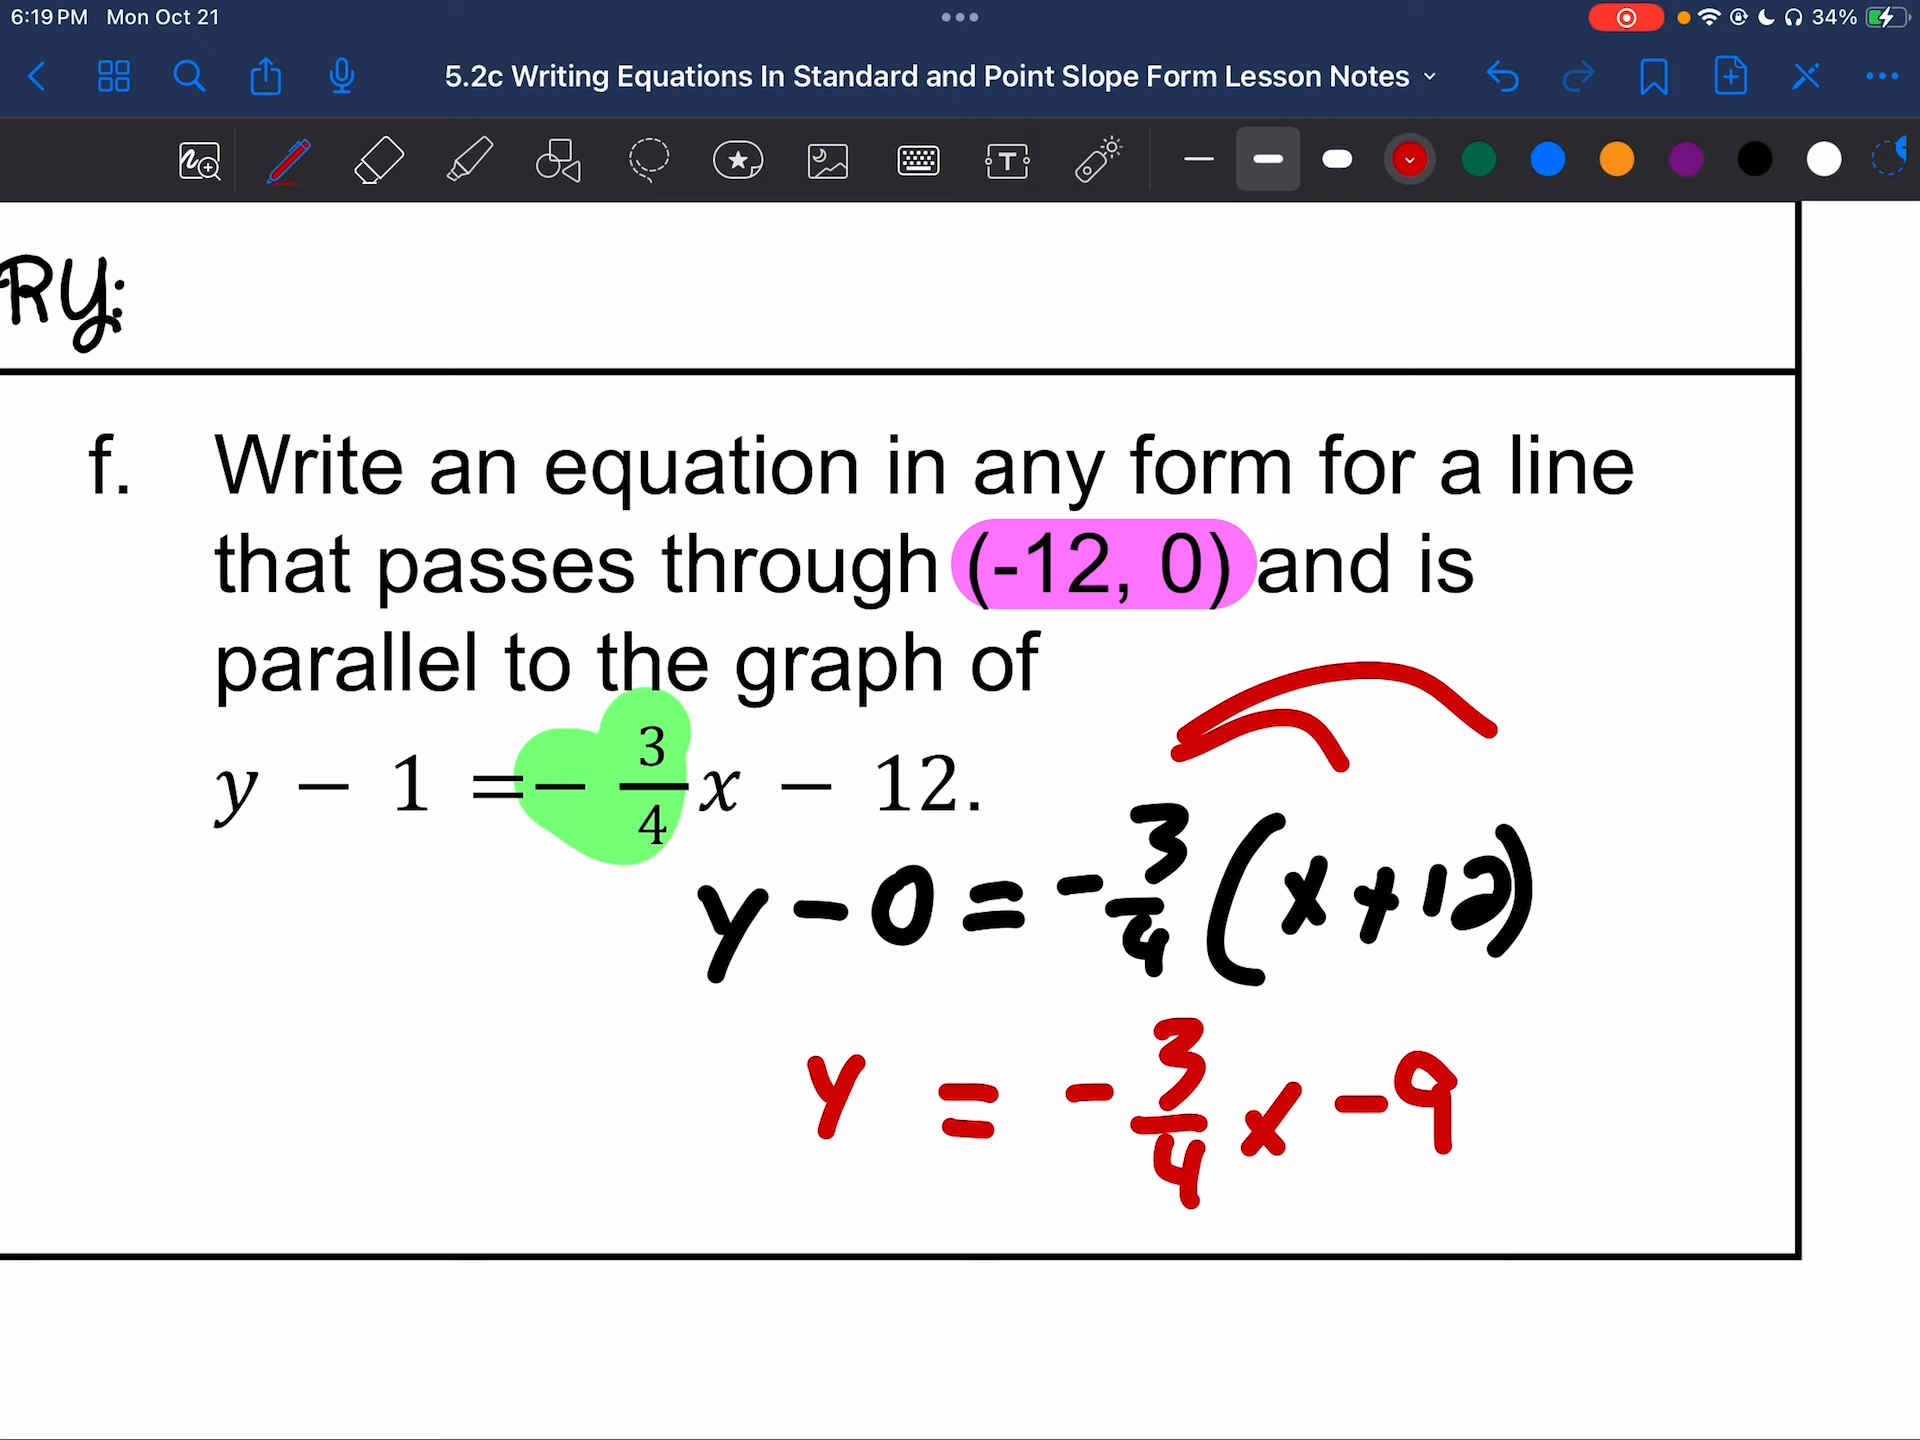 6:19 PM Mon Oct 21
34%
5.2c Writing Equations In Standard and Point Slope Form Lesson Notes
T
RY:
f. Write an equation in any form for a line
that passes through (-12, 0) and is
parallel to the graph of
y − 1 = − 3/4 x − 12.
y - 0 = - 3/4 (x + 12)
y = - 3/4 x - 9